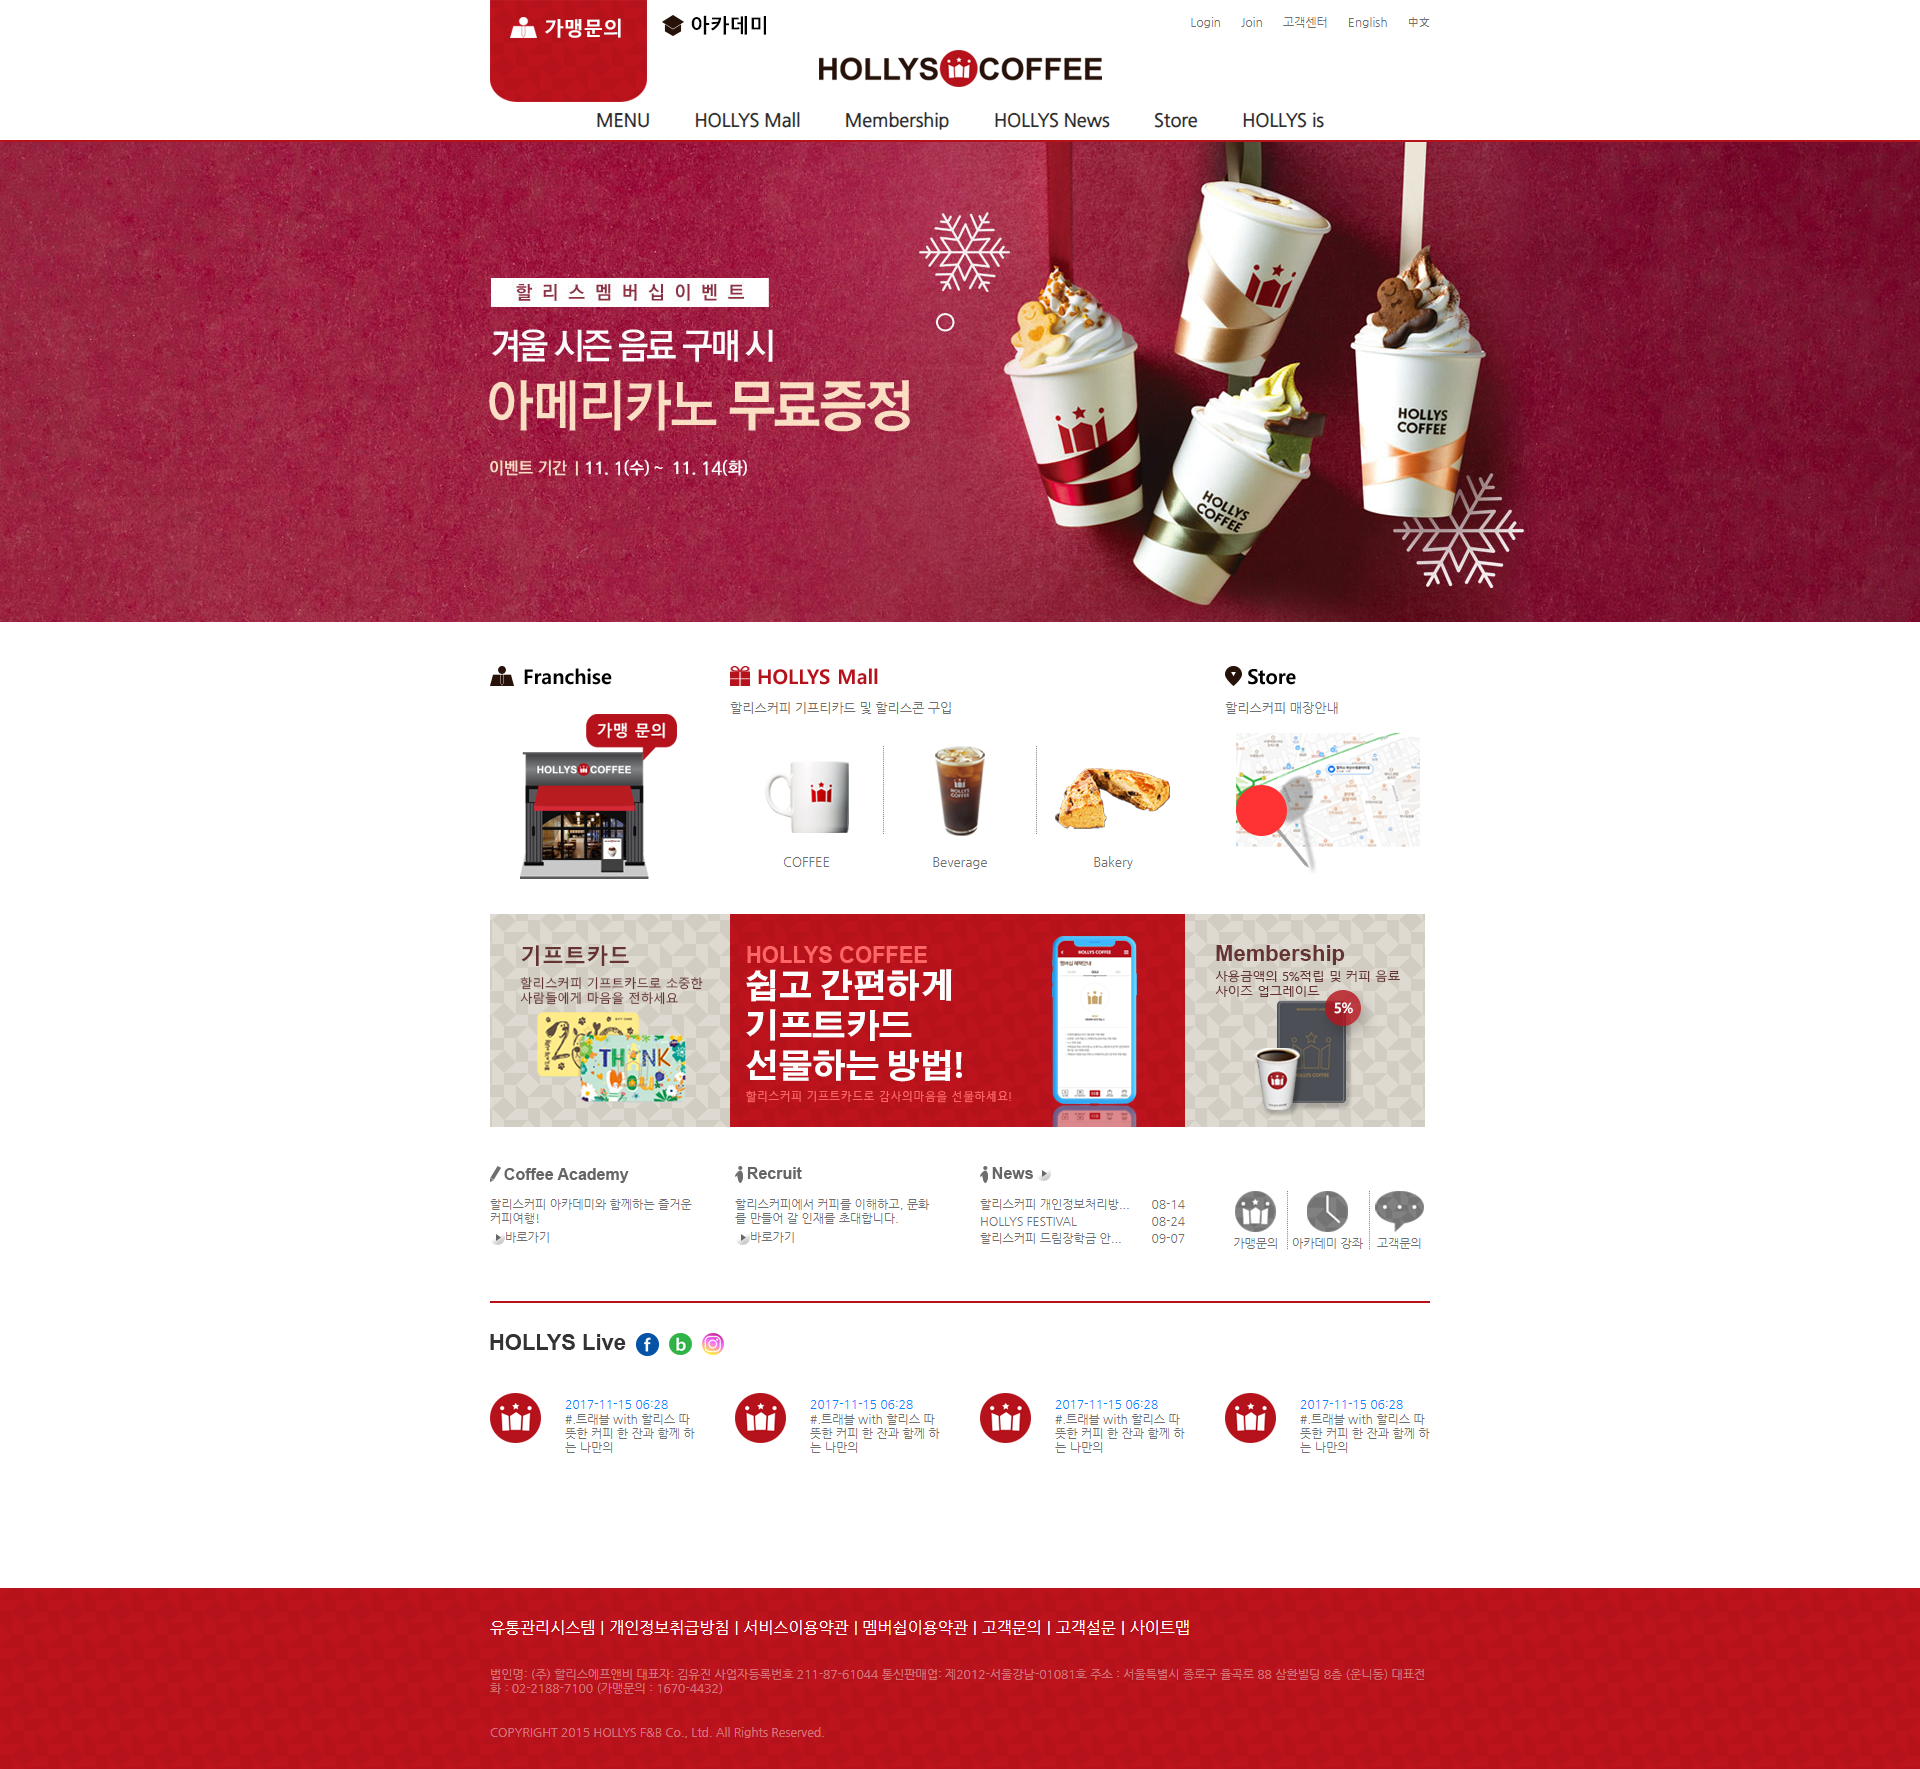 가맹문의
아카데미
Login Join 고객센터 English 中文
HOLLYS COFFEE
MENU HOLLYS Mall Membership HOLLYS News Store HOLLYS is
할리스멤버십이벤트
겨울 시즌 음료 구매 시
아메리카노 무료증정
이벤트 기간 | 11. 1(수) ~ 11. 14(화)
HOLLYS
COFFEE
HOLLYS
COFFEE
Franchise
가맹 문의
HOLLYS COFFEE
HOLLYS Mall
할리스커피 기프티카드 및 할리스콘 구입
HOLLYS
COFFEE
COFFEE
Beverage
Bakery
Store
할리스커피 매장안내
기프트카드
할리스커피 기프트카드로 소중한
사람들에게 마음을 전하세요
THANK
YOU
HOLLYS COFFEE
쉽고 간편하게
기프트카드
선물하는 방법!
할리스커피 기프트카드로 감사의마음을 선물하세요!
HOLLYS COFFEE
멤버십 혜택안내
Membership
사용금액의 5%적립 및 커피 음료
사이즈 업그레이드
5%
HOLLYS COFFEE
Coffee Academy
할리스커피 아카데미와 함께하는 즐거운
커피여행!
바로가기
Recruit
할리스커피에서 커피를 이해하고, 문화
를 만들어 갈 인재를 초대합니다.
바로가기
News
할리스커피 개인정보처리방... 08-14
HOLLYS FESTIVAL 08-24
할리스커피 드림장학금 안... 09-07
가맹문의
아카데미 강좌
고객문의
HOLLYS Live
2017-11-15 06:28
#.트래블 with 할리스 따
뜻한 커피 한 잔과 함께 하
는 나만의
2017-11-15 06:28
#.트래블 with 할리스 따
뜻한 커피 한 잔과 함께 하
는 나만의
2017-11-15 06:28
#.트래블 with 할리스 따
뜻한 커피 한 잔과 함께 하
는 나만의
2017-11-15 06:28
#.트래블 with 할리스 따
뜻한 커피 한 잔과 함께 하
는 나만의
유통관리시스템 | 개인정보취급방침 | 서비스이용약관 | 멤버쉽이용약관 | 고객문의 | 고객설문 | 사이트맵
법인명: (주) 할리스에프앤비 대표자: 김유진 사업자등록번호 211-87-61044 통신판매업: 제2012-서울강남-01081호 주소 : 서울특별시 종로구 율곡로 88 삼환빌딩 8층 (운니동) 대표전
화 : 02-2188-7100 (가맹문의 : 1670-4432)
COPYRIGHT 2015 HOLLYS F&B Co., Ltd. All Rights Reserved.